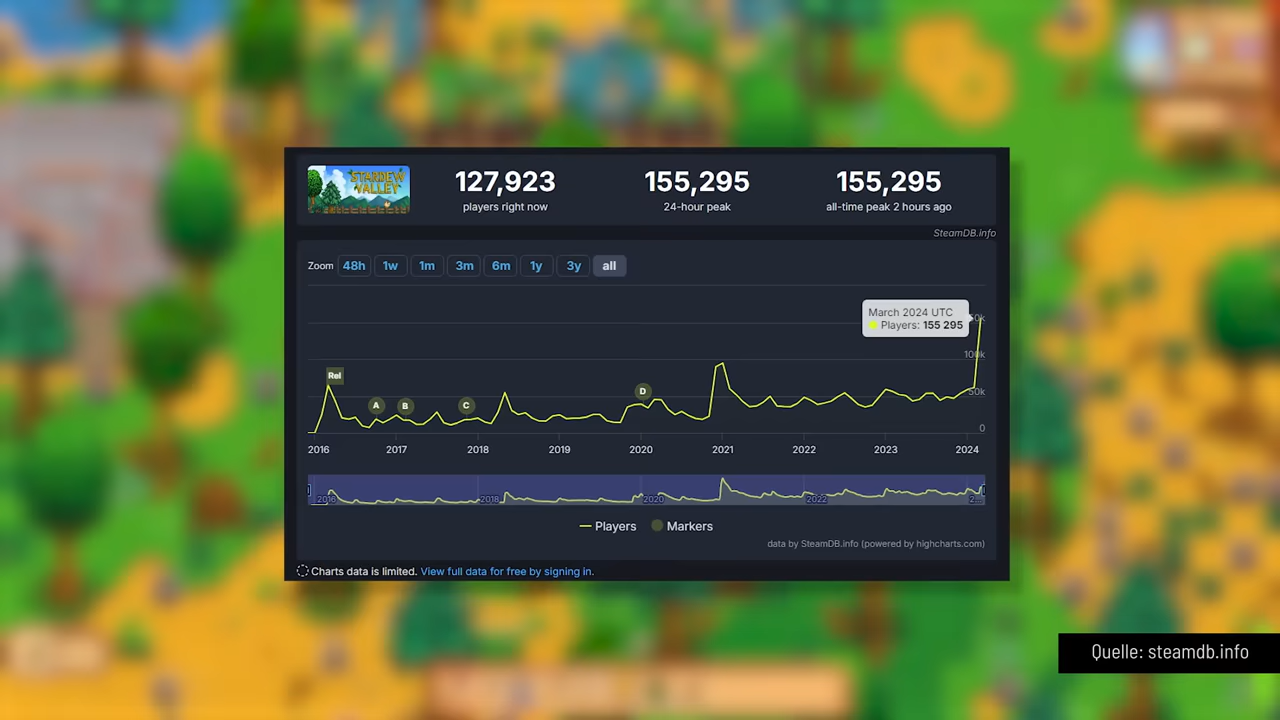 STARDEW
VALLEY
127,923
players right now
155,295
24-hour peak
155,295
all-time peak 2 hours ago
SteamDB.info
Zoom 48h 1w 1m 3m 6m 1y 3y all
March 2024 UTC
Players: 155 295
0k
100k
50k
0
Rel
A
B
C
D
2016 2017 2018 2019 2020 2021 2022 2023 2024
2016 2018 2020 2022 2...
Players Markers
data by SteamDB.info (powered by highcharts.com)
Charts data is limited. View full data for free by signing in.
Quelle: steamdb.info